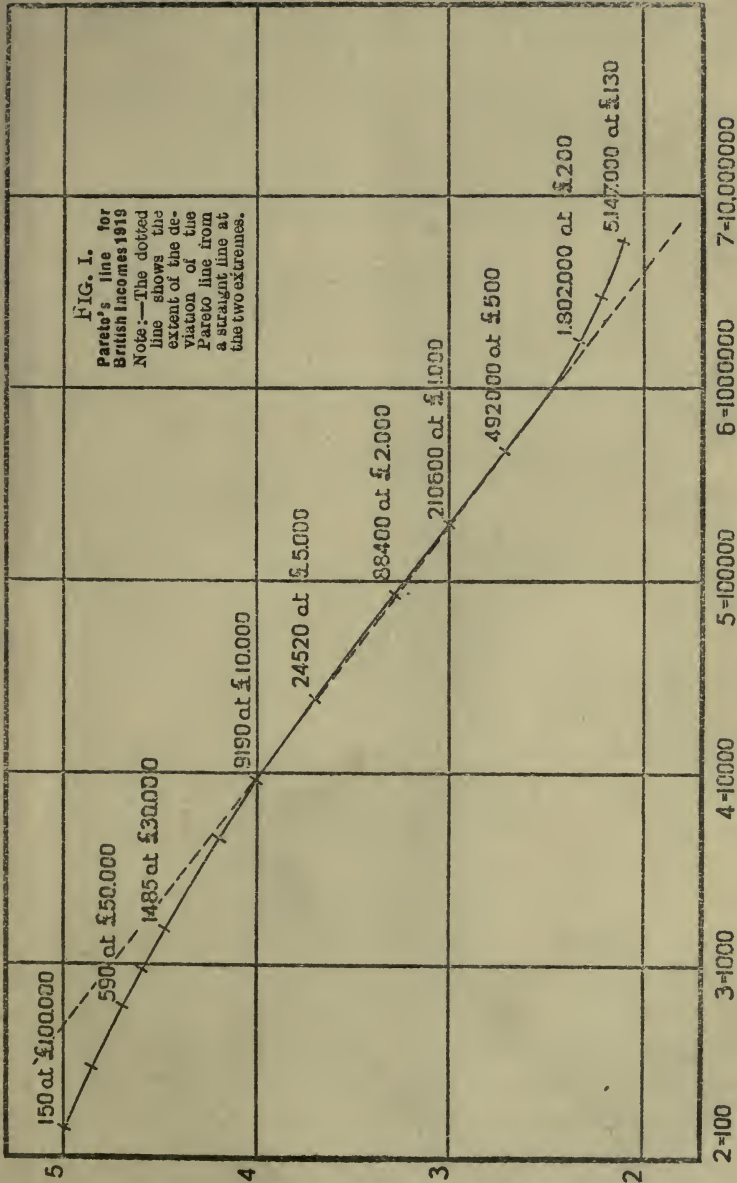 FIG. I.
Pareto's line for
British Incomes 1919
Note:—The dotted
line shows the
extent of the de-
viation of the
Pareto line from
a straight line at
the two extremes.
150 at £100.000
590 at £50.000
1485 at £30.000
9190 at £10.000
24520 at £5.000
88400 at £2.000
210600 at £1.000
492000 at £500
1.802000 at £200
5.147.000 at £130
5
4
3
2
2=100
3=1000
4=10000
5=100000
6=1000000
7=10,000000